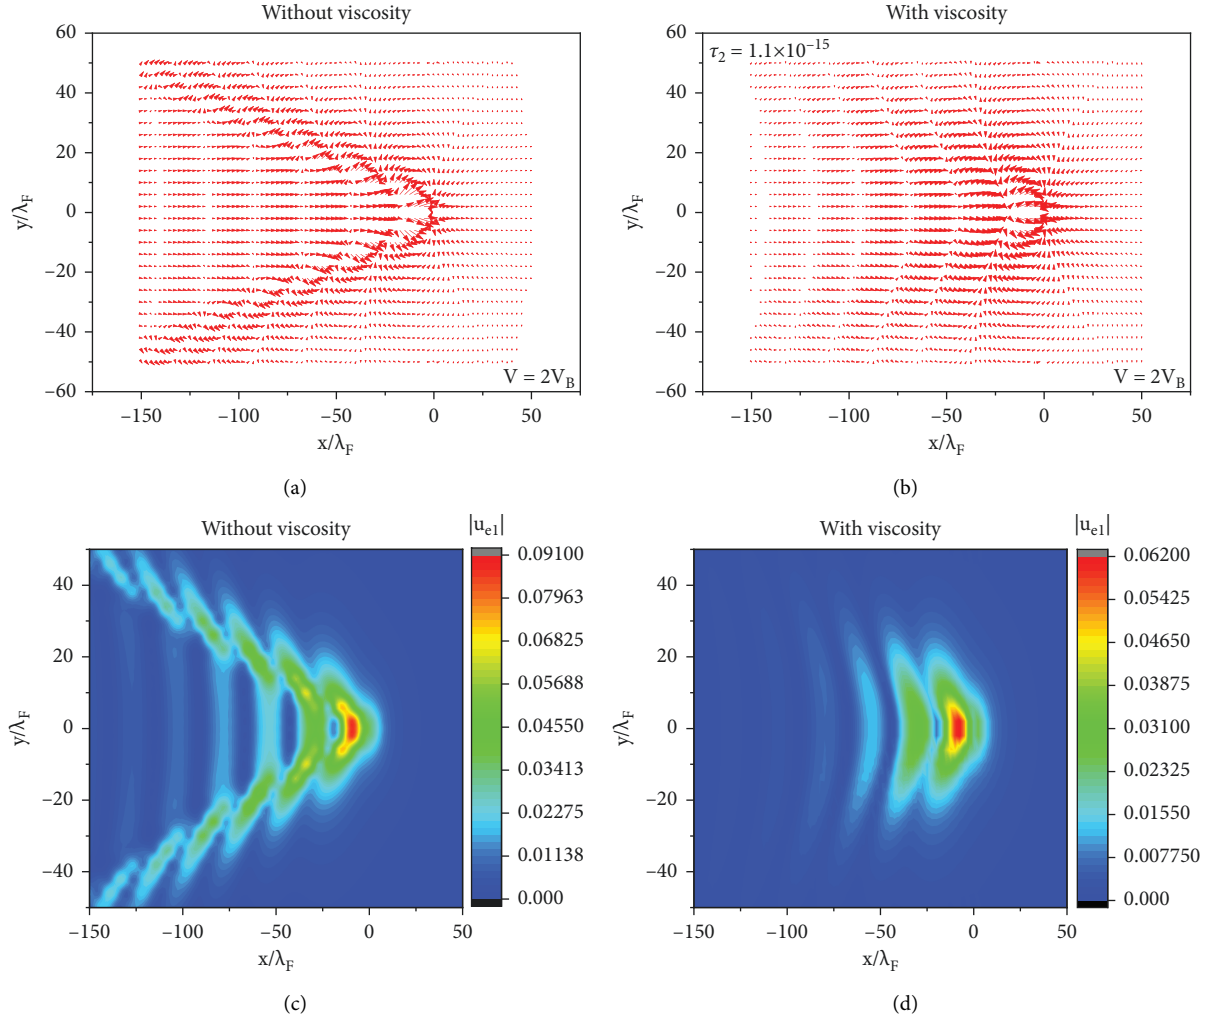 Without viscosity
60
40
20
0
−20
−40
−60
y/λF
−150
−100
−50
0
50
x/λF
V = 2VB
(a)
With viscosity
τ2 = 1.1×10−15
60
40
20
0
−20
−40
−60
y/λF
−150
−100
−50
0
50
x/λF
V = 2VB
(b)
Without viscosity
|ue1|
40
20
0
−20
−40
y/λF
−150
−100
−50
0
50
x/λF
0.09100
0.07963
0.06825
0.05688
0.04550
0.03413
0.02275
0.01138
0.000
(c)
With viscosity
|ue1|
40
20
0
−20
−40
y/λF
−150
−100
−50
0
50
x/λF
0.06200
0.05425
0.04650
0.03875
0.03100
0.02325
0.01550
0.007750
0.000
(d)